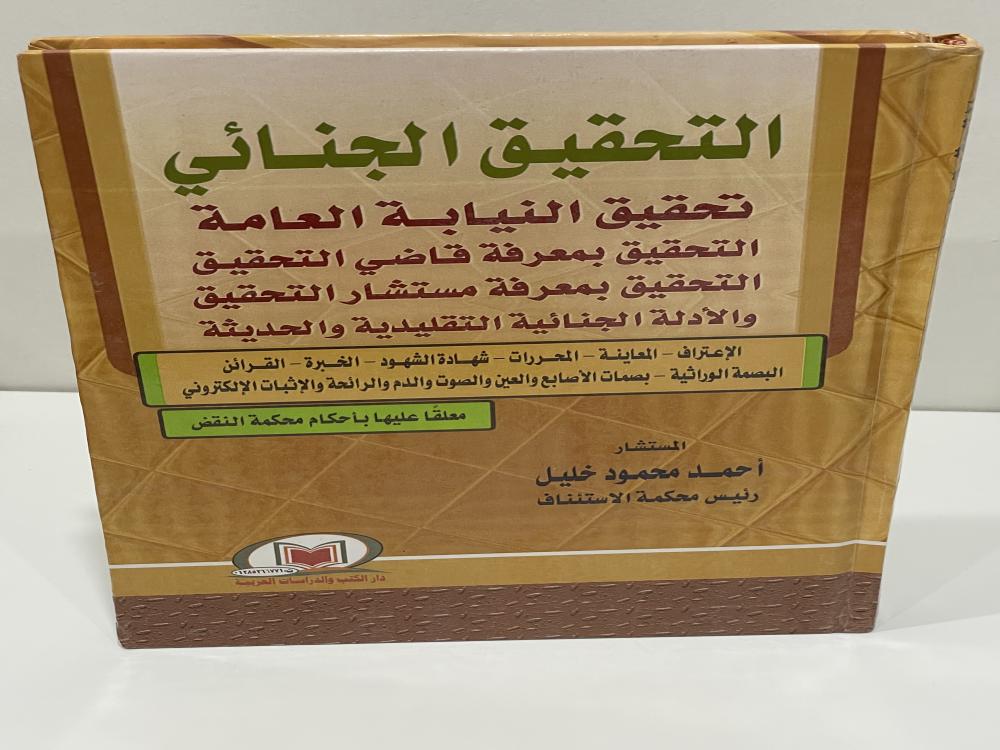 التحقيق الجنائي
تحقيق النيابة العامة
التحقيق بمعرفة قاضي التحقيق
التحقيق بمعرفة مستشار التحقيق
والأدلة الجنائية التقليدية والحديثة
الإعتراف - المعاينة - المحررات - شهادة الشهود - الخبرة - القرائن
البصمة الوراثية - بصمات الأصابع والعين والصوت والدم والرائحة والإثبات الإلكتروني
معلقًا عليها بأحكام محكمة النقض
المستشار
أحمد محمود خليل
رئيس محكمة الاستئناف
دار الكتب والدراسات العربية